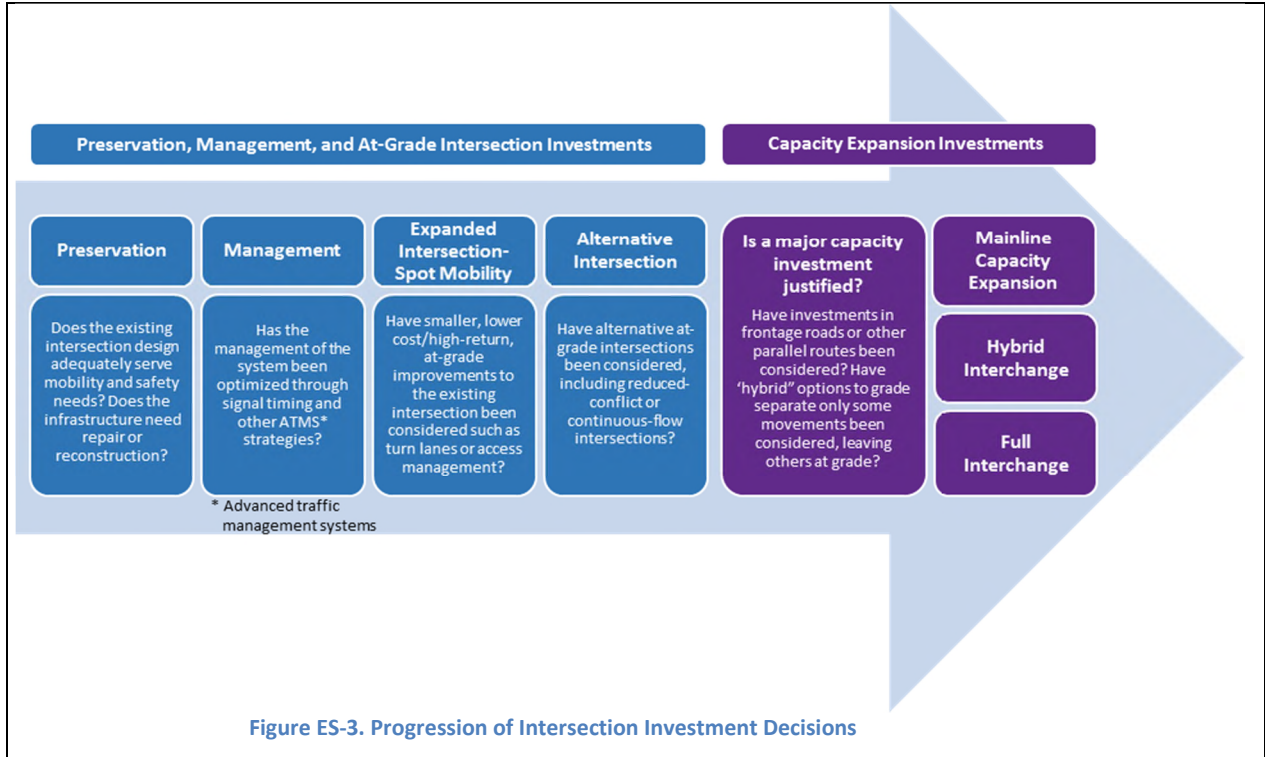 Preservation, Management, and At-Grade Intersection Investments
Capacity Expansion Investments
Preservation
Does the existing
intersection design
adequately serve
mobility and safety
needs? Does the
infrastructure need
repair or
reconstruction?
Management
Has the
management of the
system been
optimized through
signal timing and
other ATMS*
strategies?
* Advanced traffic
management systems
Expanded
Intersection-
Spot Mobility
Have smaller, lower
cost/high-return,
at-grade
improvements to
the existing
intersection been
considered such as
turn lanes or access
management?
Alternative
Intersection
Have alternative at-
grade intersections
been considered,
including reduced-
conflict or
continuous-flow
intersections?
Is a major capacity
investment
justified?
Have investments in
frontage roads or other
parallel routes been
considered? Have
‘hybrid” options to grade
separate only some
movements been
considered, leaving
others at grade?
Mainline
Capacity
Expansion
Hybrid
Interchange
Full
Interchange
Figure ES-3. Progression of Intersection Investment Decisions